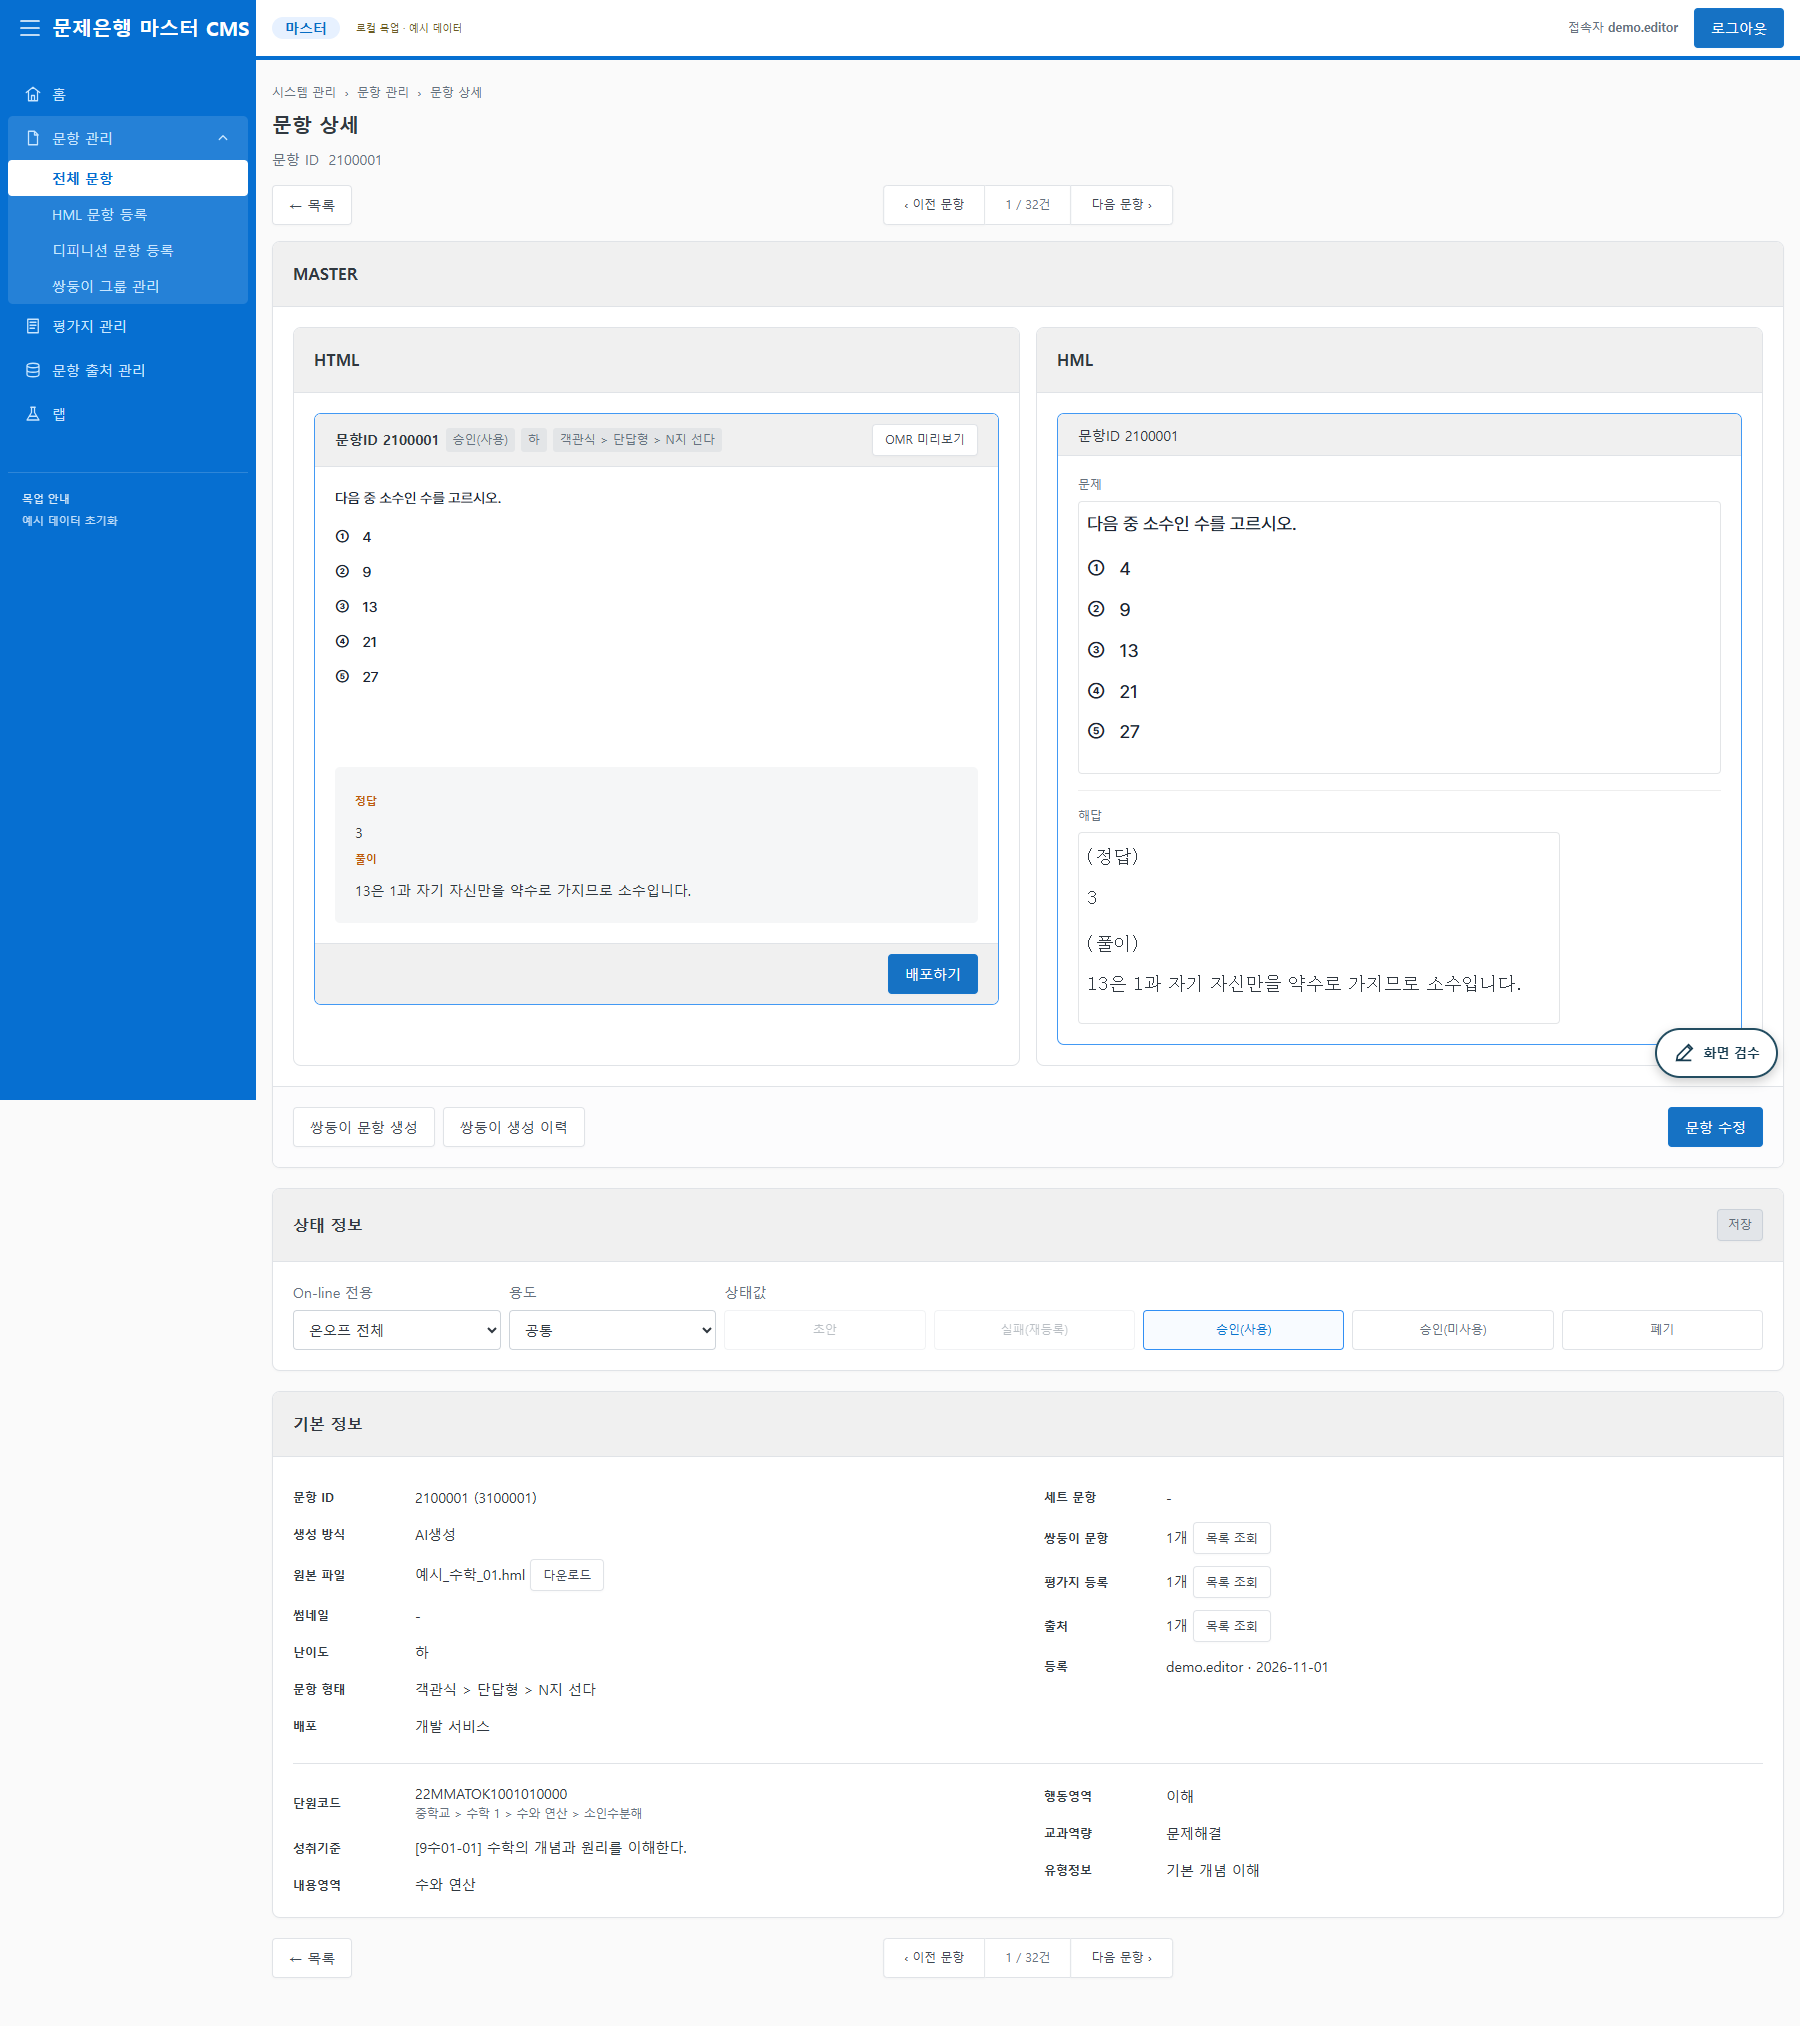 문제은행 마스터 CMS
홈
문항 관리
전체 문항
HML 문항 등록
디피니션 문항 등록
쌍둥이 그룹 관리
평가지 관리
문항 출처 관리
랩
목업 안내
예시 데이터 초기화
마스터 로컬 목업 · 예시 데이터
접속자 demo.editor 로그아웃
시스템 관리 › 문항 관리 › 문항 상세
문항 상세
문항 ID 2100001
← 목록 ‹ 이전 문항 1 / 32건 다음 문항 ›
MASTER
HTML
문항ID 2100001 승인(사용) 하 객관식 > 단답형 > N지 선다 OMR 미리보기
다음 중 소수인 수를 고르시오.
① 4
② 9
③ 13
④ 21
⑤ 27
정답
3
풀이
13은 1과 자기 자신만을 약수로 가지므로 소수입니다.
배포하기
HML
문항ID 2100001
문제
다음 중 소수인 수를 고르시오.
① 4
② 9
③ 13
④ 21
⑤ 27
해답
(정답)
3
(풀이)
13은 1과 자기 자신만을 약수로 가지므로 소수입니다.
화면 검수
쌍둥이 문항 생성 쌍둥이 생성 이력 문항 수정
상태 정보 저장
On-line 전용 용도 상태값
온오프 전체 공통 초안 실패(재등록) 승인(사용) 승인(미사용) 폐기
기본 정보
문항 ID 2100001 (3100001)
생성 방식 AI생성
원본 파일 예시_수학_01.hml 다운로드
썸네일 -
난이도 하
문항 형태 객관식 > 단답형 > N지 선다
배포 개발 서비스
세트 문항 -
쌍둥이 문항 1개 목록 조회
평가지 등록 1개 목록 조회
출처 1개 목록 조회
등록 demo.editor · 2026-11-01
단원코드 22MMATOK1001010000
중학교 > 수학 1 > 수와 연산 > 소인수분해
성취기준 [9수01-01] 수학의 개념과 원리를 이해한다.
내용영역 수와 연산
행동영역 이해
교과역량 문제해결
유형정보 기본 개념 이해
← 목록 ‹ 이전 문항 1 / 32건 다음 문항 ›